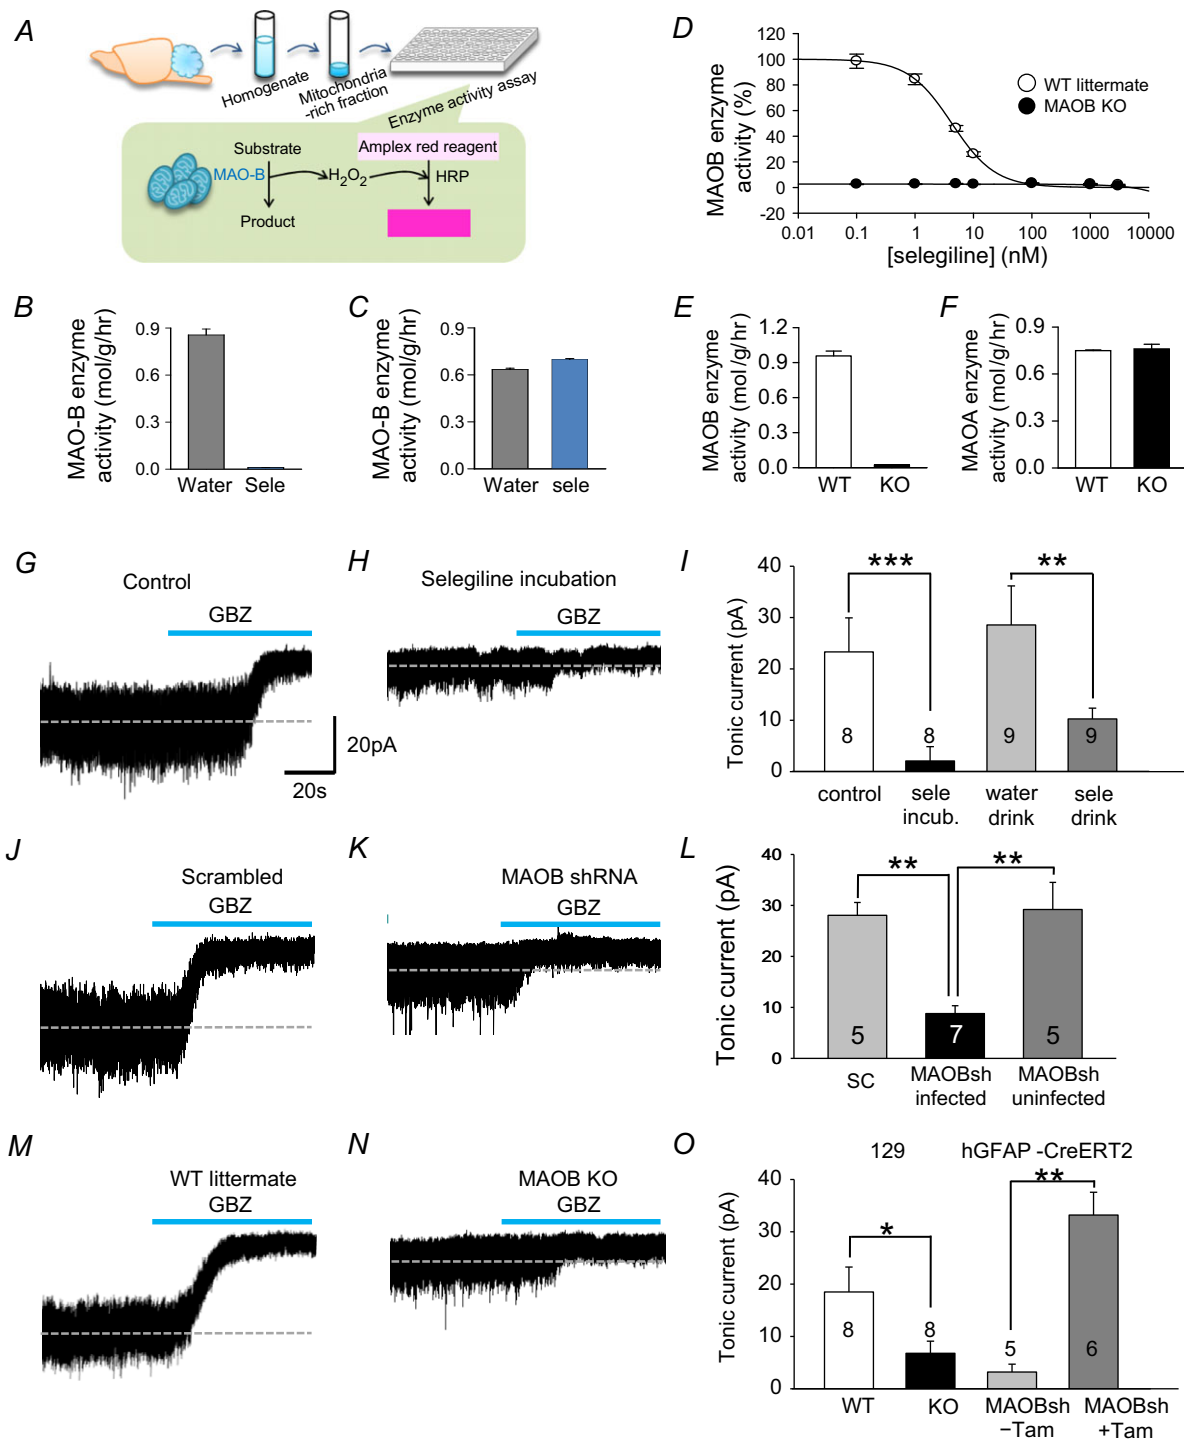 A
Homogenate
Mitochondria
-rich fraction
Enzyme activity assay
Substrate
MAO-B
H2O2
Amplex red reagent
HRP
Product
D
MAOB enzyme
activity (%)
120
100
80
60
40
20
0
-20
0.01
0.1
1
10
100
1000
10000
[selegiline] (nM)
WT littermate
MAOB KO
B
MAO-B enzyme
activity (mol/g/hr)
0.9
0.6
0.3
0.0
Water
Sele
C
MAO-B enzyme
activity (mol/g/hr)
0.9
0.6
0.3
0.0
Water
sele
E
MAOB enzyme
activity (mol/g/hr)
1.2
0.9
0.6
0.3
0.0
WT
KO
F
MAOA enzyme
activity (mol/g/hr)
0.9
0.6
0.3
0.0
WT
KO
G
Control
GBZ
20pA
20s
H
Selegiline incubation
GBZ
I
Tonic current (pA)
40
30
20
10
0
***
**
8
8
9
9
control
sele
incub.
water
drink
sele
drink
J
Scrambled
GBZ
K
MAOB shRNA
GBZ
L
Tonic current (pA)
40
30
20
10
0
**
**
5
7
5
SC
MAOBsh
infected
MAOBsh
uninfected
M
WT littermate
GBZ
N
MAOB KO
GBZ
O
129
hGFAP -CreERT2
Tonic current (pA)
40
30
20
10
0
*
**
8
8
5
6
WT
KO
MAOBsh
−Tam
MAOBsh
+Tam